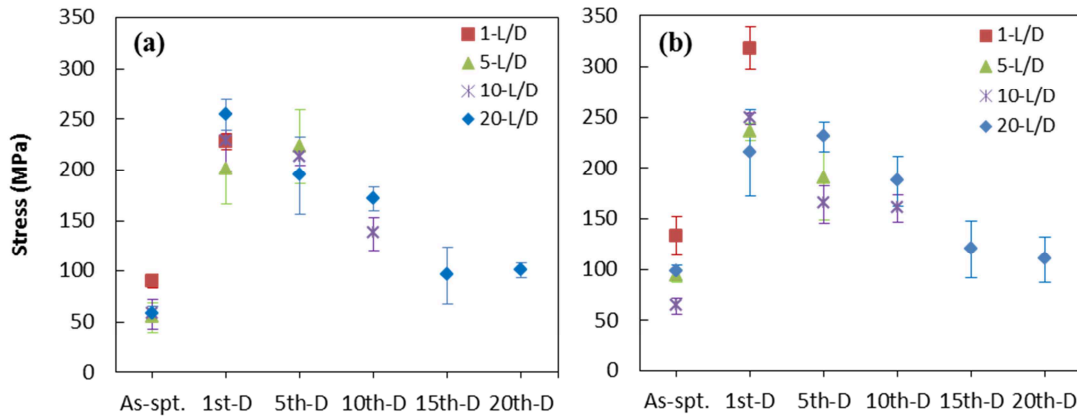 Stress (MPa)
350
300
250
200
150
100
50
0
(a)
1-L/D
5-L/D
10-L/D
20-L/D
As-spt. 1st-D 5th-D 10th-D 15th-D 20th-D
350
300
250
200
150
100
50
0
(b)
1-L/D
5-L/D
10-L/D
20-L/D
As-spt. 1st-D 5th-D 10th-D 15th-D 20th-D